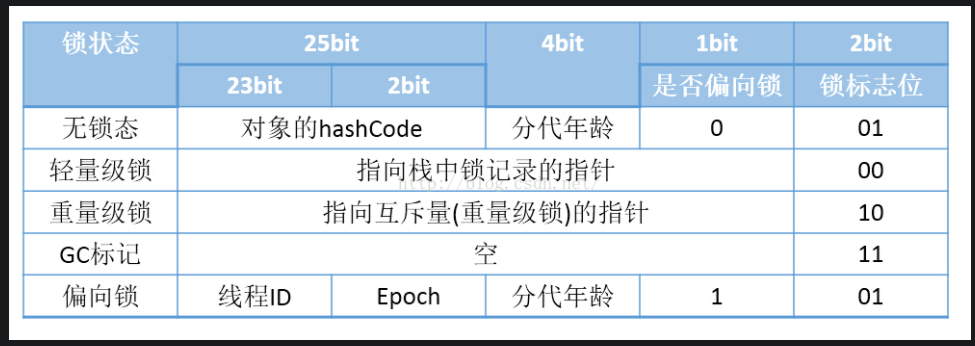 锁状态 25bit 4bit 1bit 2bit
23bit 2bit 是否偏向锁 锁标志位
无锁态 对象的hashCode 分代年龄 0 01
轻量级锁 指向栈中锁记录的指针 00
http://blog.csdn.net/
重量级锁 指向互斥量(重量级锁)的指针 10
GC标记 空 11
偏向锁 线程ID Epoch 分代年龄 1 01